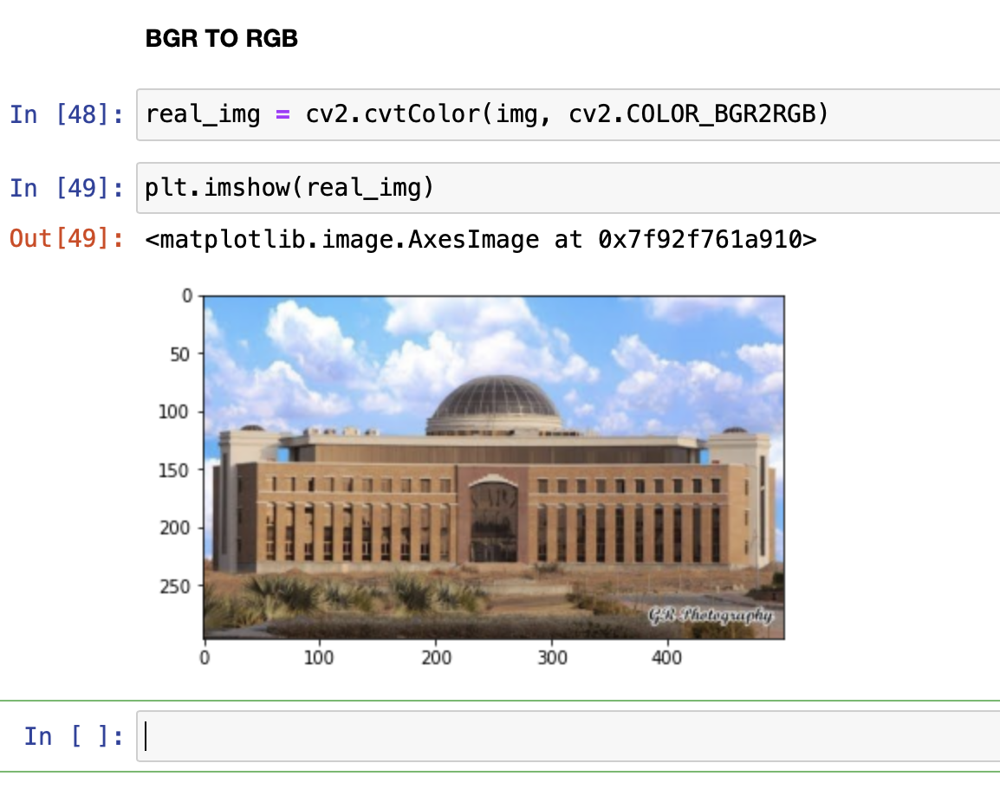 BGR TO RGB
In [48]: real_img = cv2.cvtColor(img, cv2.COLOR_BGR2RGB)
In [49]: plt.imshow(real_img)
Out[49]: <matplotlib.image.AxesImage at 0x7f92f761a910>
0
50
100
150
200
250
GR Photography
0 100 200 300 400
In [ ]: